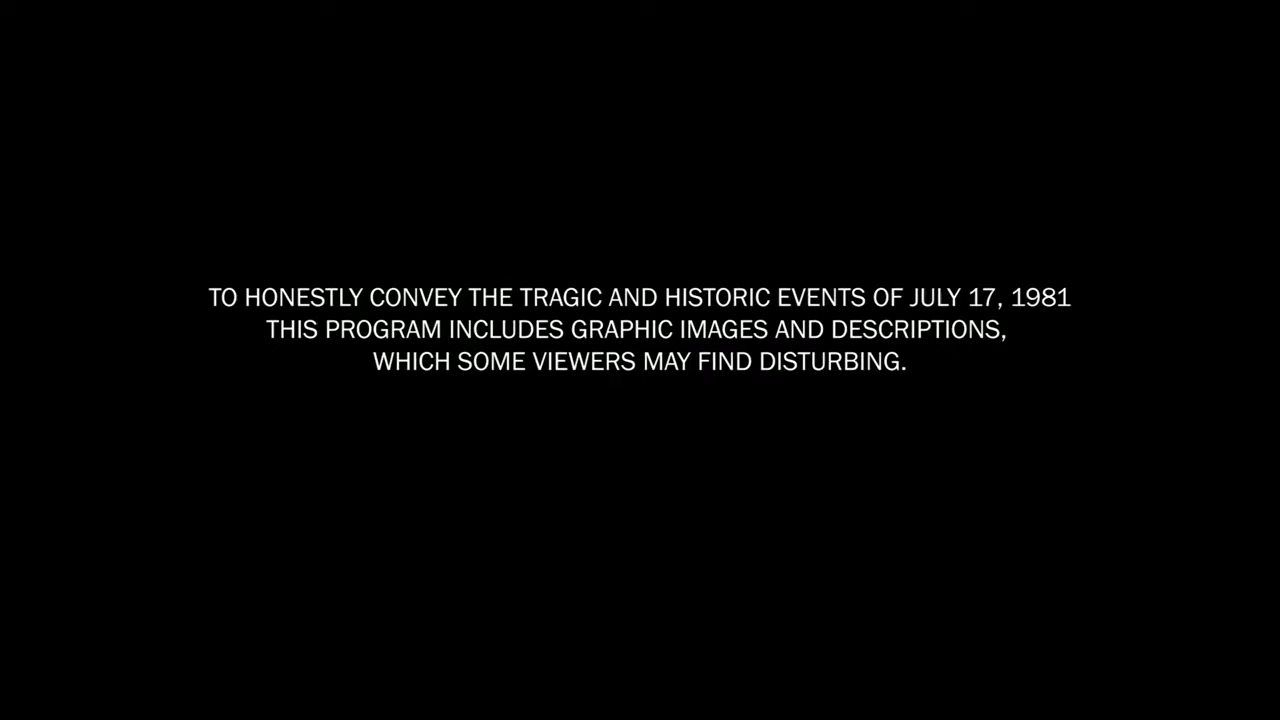 TO HONESTLY CONVEY THE TRAGIC AND HISTORIC EVENTS OF JULY 17, 1981
THIS PROGRAM INCLUDES GRAPHIC IMAGES AND DESCRIPTIONS,
WHICH SOME VIEWERS MAY FIND DISTURBING.